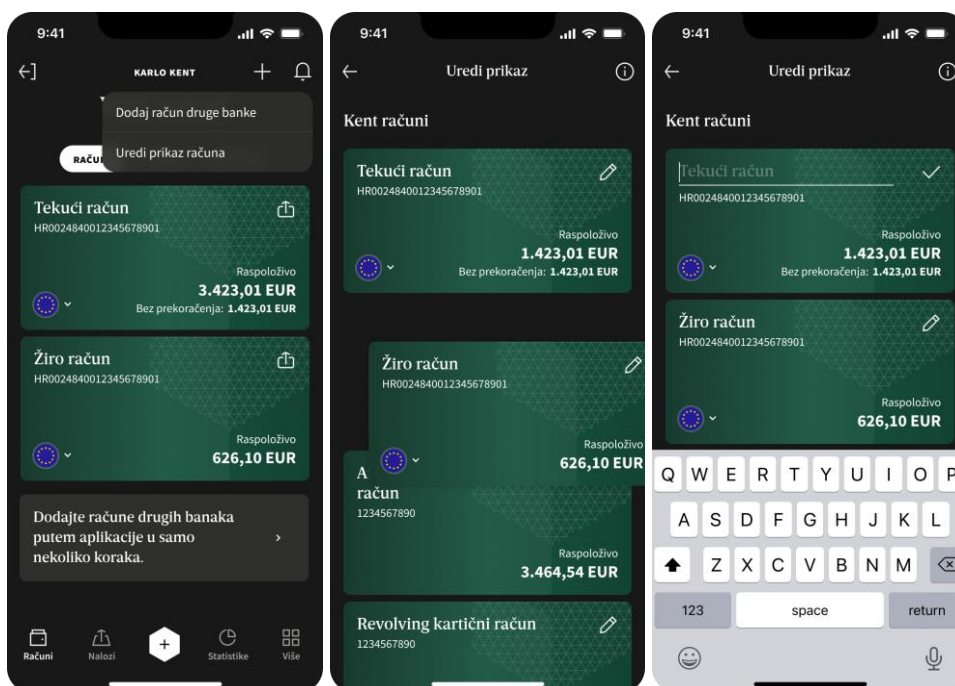 9:41
KARLO KENT
Dodaj račun druge banke
Uredi prikaz računa
RAČU
Tekući račun
HR0024840012345678901
Raspoloživo
3.423,01 EUR
Bez prekoračenja: 1.423,01 EUR
Žiro račun
HR0024840012345678901
Raspoloživo
626,10 EUR
Dodajte račune drugih banaka
putem aplikacije u samo
nekoliko koraka.
Računi
Nalozi
Statistike
Više
9:41
Uredi prikaz
Kent računi
Tekući račun
HR0024840012345678901
Raspoloživo
1.423,01 EUR
Bez prekoračenja: 1.423,01 EUR
Žiro račun
HR0024840012345678901
Raspoloživo
626,10 EUR
A
račun
1234567890
Raspoloživo
3.464,54 EUR
Revolving kartični račun
1234567890
9:41
Uredi prikaz
Kent računi
Tekući račun
HR0024840012345678901
Raspoloživo
1.423,01 EUR
Bez prekoračenja: 1.423,01 EUR
Žiro račun
HR0024840012345678901
Raspoloživo
626,10 EUR
Q W E R T Y U I O P
A S D F G H J K L
Z X C V B N M
123 space return